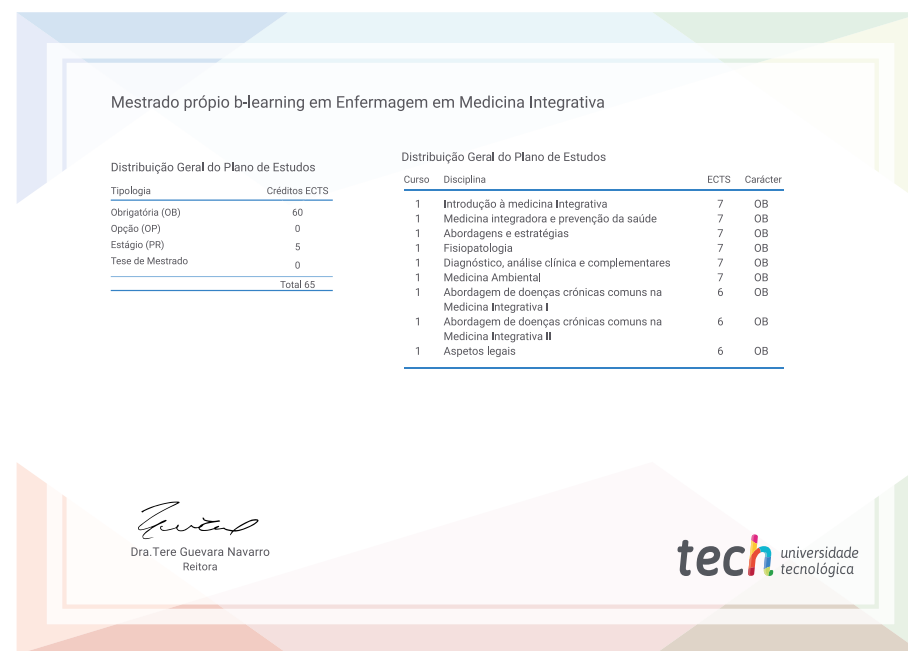 Mestrado própio b-learning em Enfermagem em Medicina Integrativa
Distribuição Geral do Plano de Estudos
Tipologia Créditos ECTS
Obrigatória (OB) 60
Opção (OP) 0
Estágio (PR) 5
Tese de Mestrado 0
Total 65
Distribuição Geral do Plano de Estudos
Curso Disciplina ECTS Carácter
1 Introdução à medicina Integrativa 7 OB
1 Medicina integradora e prevenção da saúde 7 OB
1 Abordagens e estratégias 7 OB
1 Fisiopatologia 7 OB
1 Diagnóstico, análise clínica e complementares 7 OB
1 Medicina Ambiental 7 OB
1 Abordagem de doenças crónicas comuns na 6 OB
Medicina Integrativa I
1 Abordagem de doenças crónicas comuns na 6 OB
Medicina Integrativa II
1 Aspetos legais 6 OB
Dra.Tere Guevara Navarro
Reitora
tech universidade
tecnológica